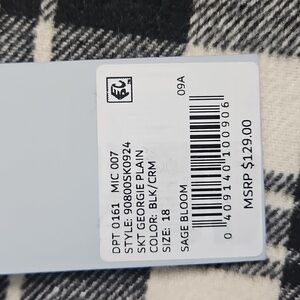 09A
DPT 0161 MIC 007
STYLE: 90800SK0924
SKT GEORGIE PLAIN
COLOR: BLK/CRM
SIZE: 18
SAGE BLOOM
0 409140 100906
MSRP $129.00